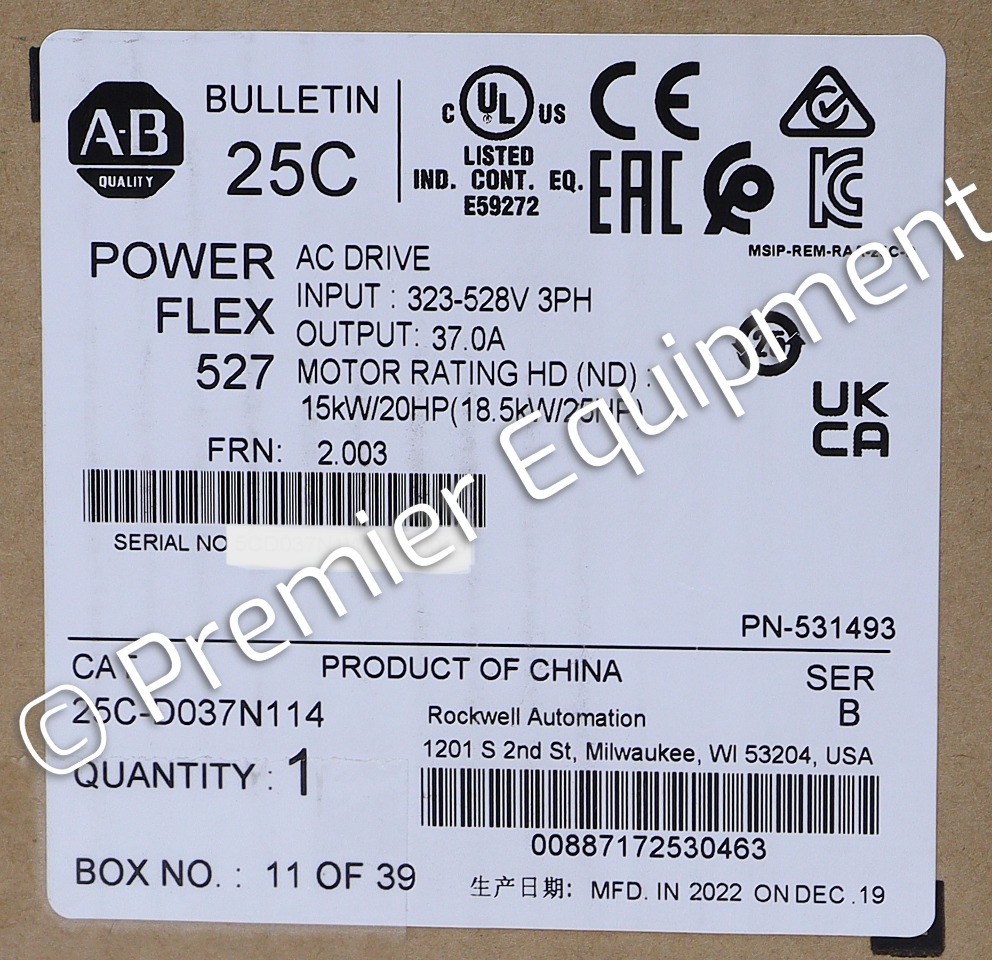 A-B
QUALITY
BULLETIN
25C
C UL US
LISTED
IND. CONT. EQ.
E59272
CE
EAC
KC
POWER
FLEX
527
AC DRIVE
INPUT : 323-528V 3PH
OUTPUT: 37.0A
MOTOR RATING HD (ND) :
15kW/20HP(18.5kW/25HP)
25
UK
CA
FRN: 2.003
SERIAL NO
PN-531493
CAT
25C-D037N114
PRODUCT OF CHINA
SER
B
Rockwell Automation
1201 S 2nd St, Milwaukee, WI 53204, USA
QUANTITY : 1
00887172530463
BOX NO. : 11 OF 39
生产日期: MFD. IN 2022 ON DEC .19
© Premier Equipment